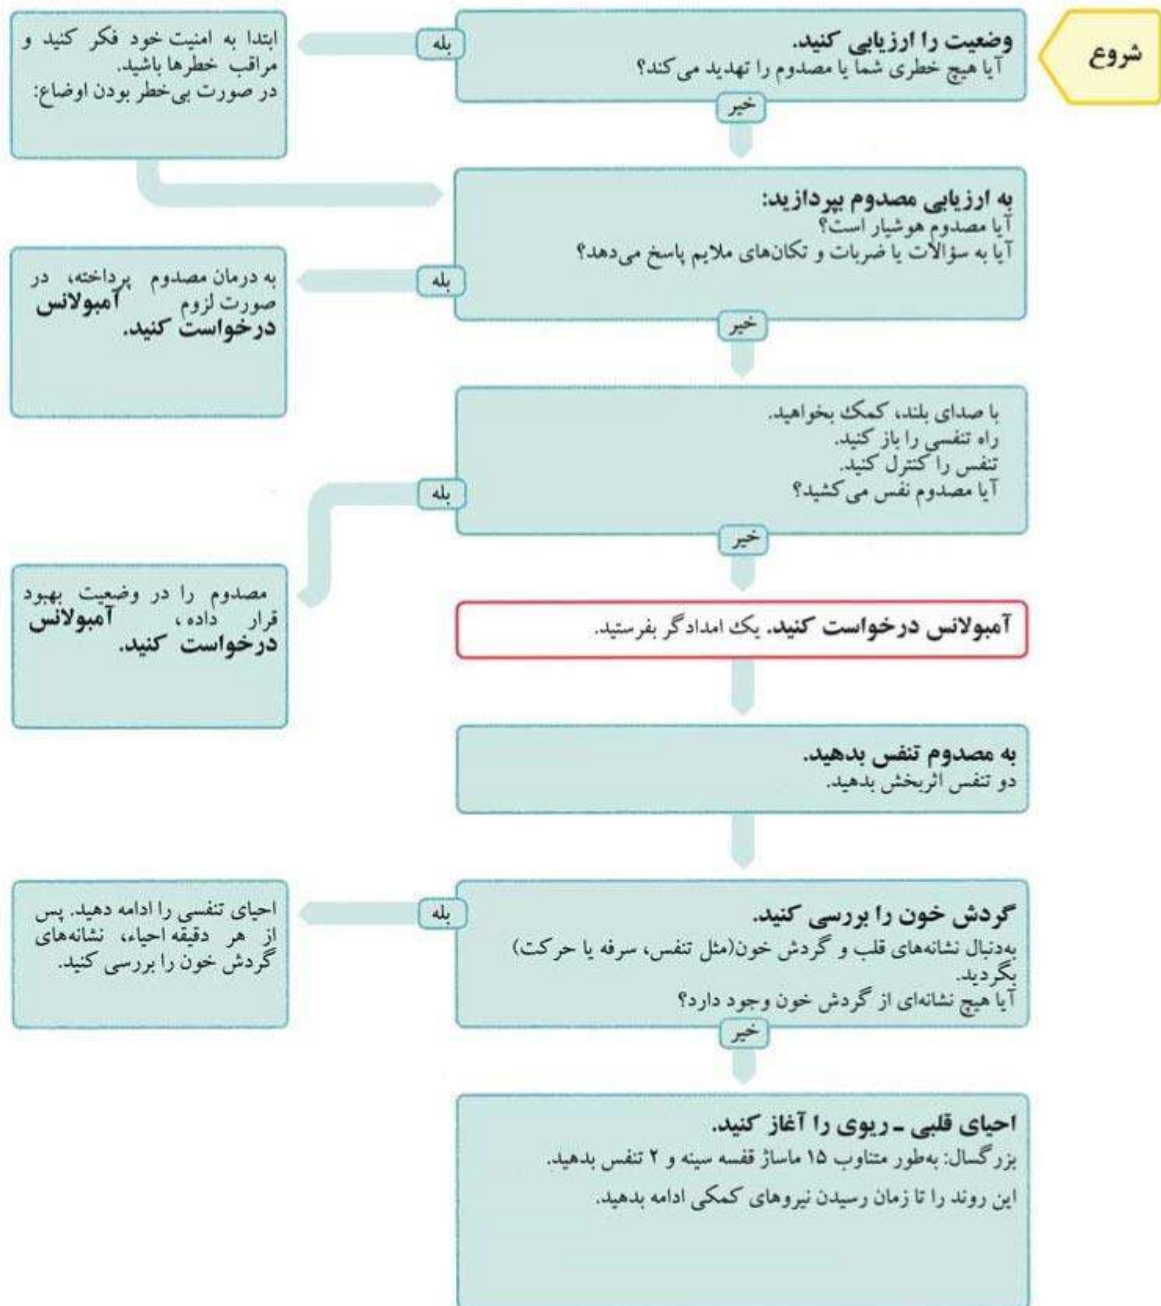 شروع
وضعیت را ارزیابی کنید.
آیا هیچ خطری شما یا مصدوم را تهدید می‌کند؟
بله
ابتدا به امنیت خود فکر کنید و
مراقب خطرها باشید.
در صورت بی‌خطر بودن اوضاع:
خیر
به ارزیابی مصدوم بپردازید:
آیا مصدوم هوشیار است؟
آیا به سؤالات یا ضربات و تکان‌های ملایم پاسخ می‌دهد؟
بله
به درمان مصدوم پرداخته، در
صورت لزوم آمبولانس
درخواست کنید.
خیر
با صدای بلند، کمک بخواهید.
راه تنفسی را باز کنید.
تنفس را کنترل کنید.
آیا مصدوم نفس می‌کشید؟
بله
مصدوم را در وضعیت بهبود
قرار داده، آمبولانس
درخواست کنید.
خیر
آمبولانس درخواست کنید. یک امدادگر بفرستید.
به مصدوم تنفس بدهید.
دو تنفس اثربخش بدهید.
گردش خون را بررسی کنید.
به‌دنبال نشانه‌های قلب و گردش خون(مثل تنفس، سرفه یا حرکت)
بگردید.
آیا هیچ نشانه‌ای از گردش خون وجود دارد؟
بله
احیای تنفسی را ادامه دهید. پس
از هر دقیقه احیاء، نشانه‌های
گردش خون را بررسی کنید.
خیر
احیای قلبی ـ ریوی را آغاز کنید.
بزرگسال: به‌طور متناوب ۱۵ ماساژ قفسه سینه و ۲ تنفس بدهید.
این روند را تا زمان رسیدن نیروهای کمکی ادامه بدهید.